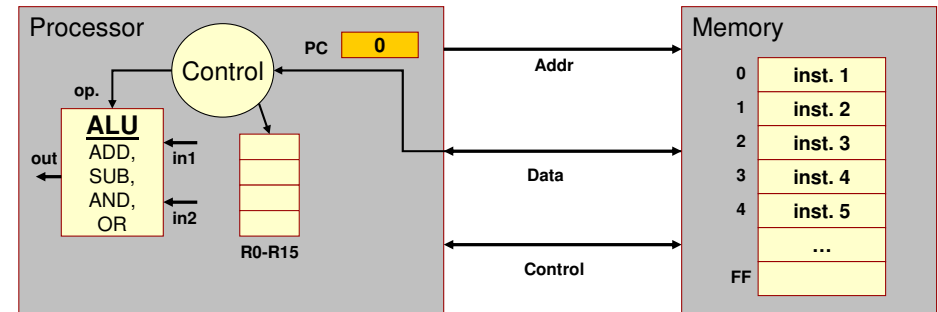 Processor
PC 0
Control
op.
ALU
ADD,
SUB,
AND,
OR
out
in1
in2
R0-R15
Addr
Data
Control
Memory
0 inst. 1
1 inst. 2
2 inst. 3
3 inst. 4
4 inst. 5
…
FF